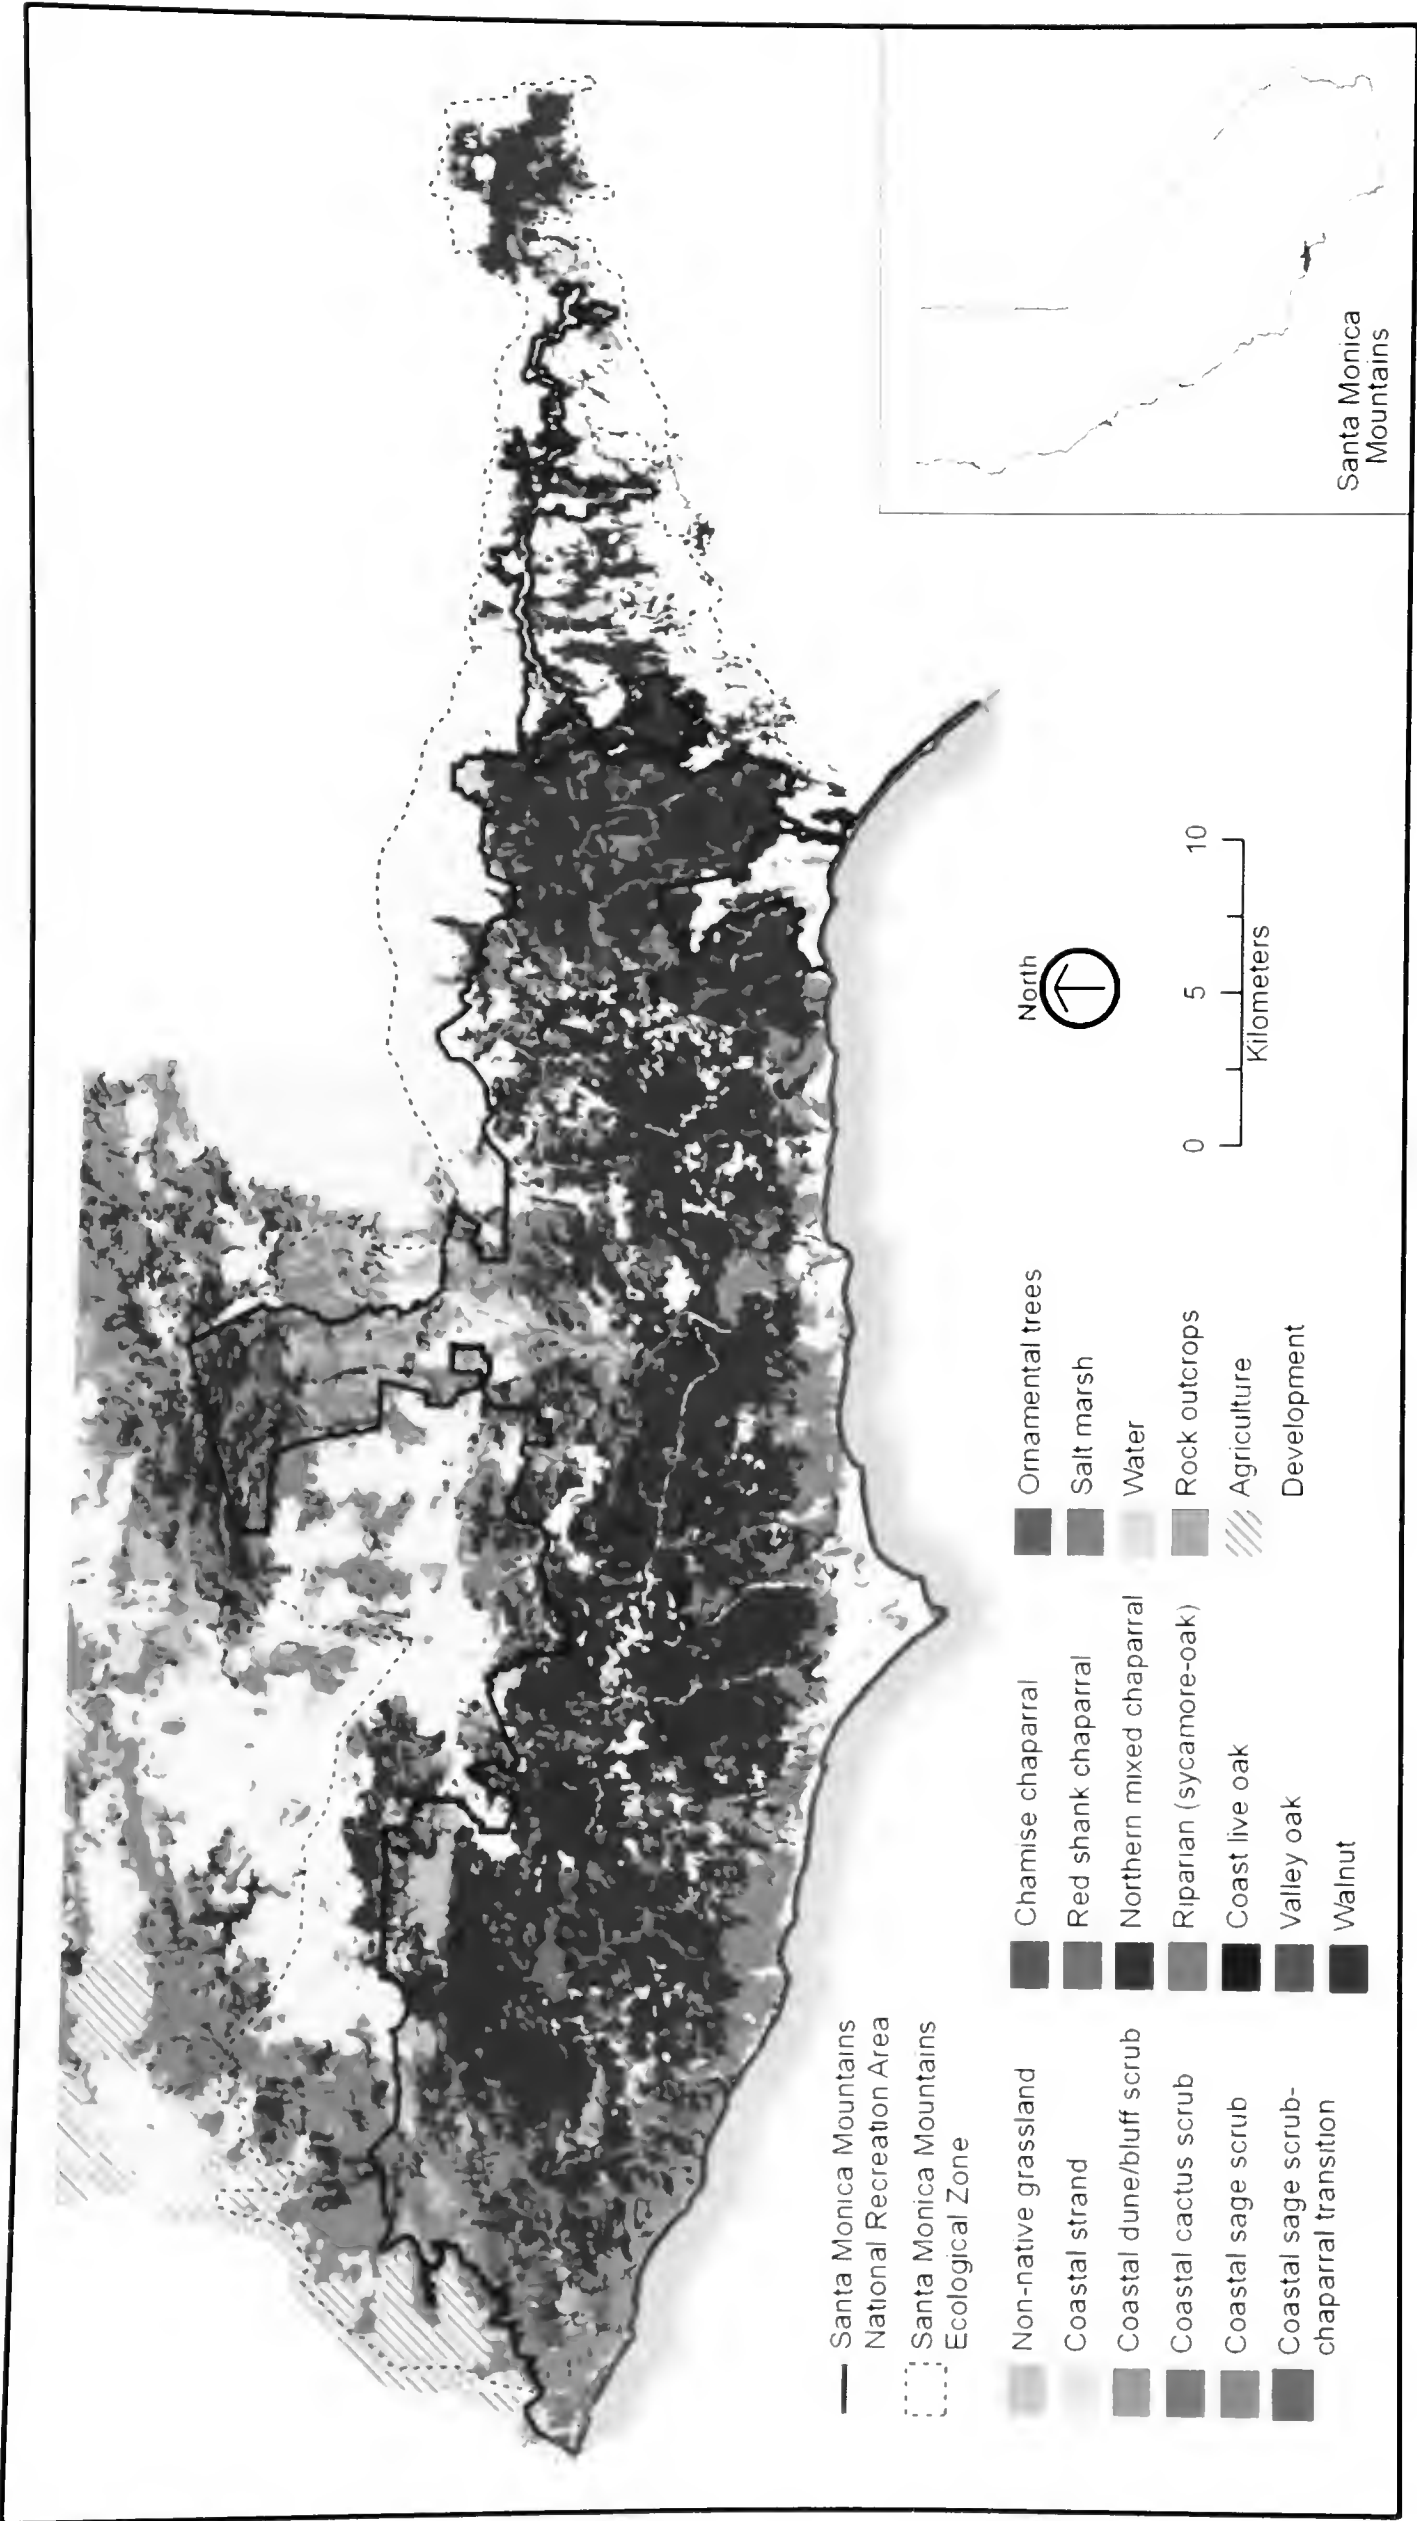 Santa Monica Mountains
National Recreation Area
Santa Monica Mountains
Ecological Zone
Non-native grassland
Coastal strand
Coastal dune/bluff scrub
Coastal cactus scrub
Coastal sage scrub
Coastal sage scrub-
chaparral transition
Chamise chaparral
Red shank chaparral
Northern mixed chaparral
Riparian (sycamore-oak)
Coast live oak
Valley oak
Walnut
Ornamental trees
Salt marsh
Water
Rock outcrops
Agriculture
Development
North
0 5 10
Kilometers
Santa Monica
Mountains